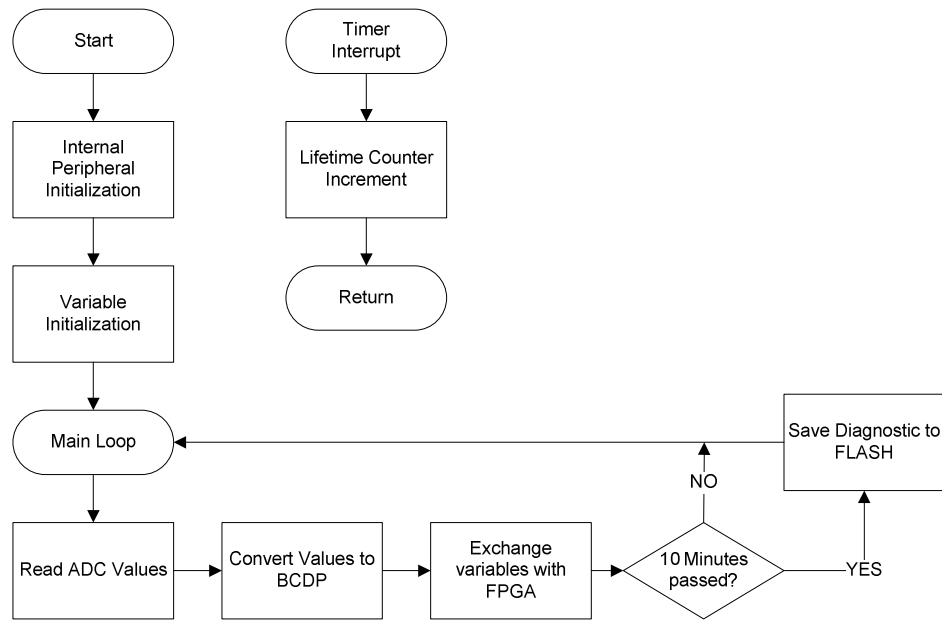 Start
Internal
Peripheral
Initialization
Variable
Initialization
Main Loop
Read ADC Values
Convert Values to
BCDP
Exchange
variables with
FPGA
10 Minutes
passed?
NO
YES
Save Diagnostic to
FLASH
Timer
Interrupt
Lifetime Counter
Increment
Return